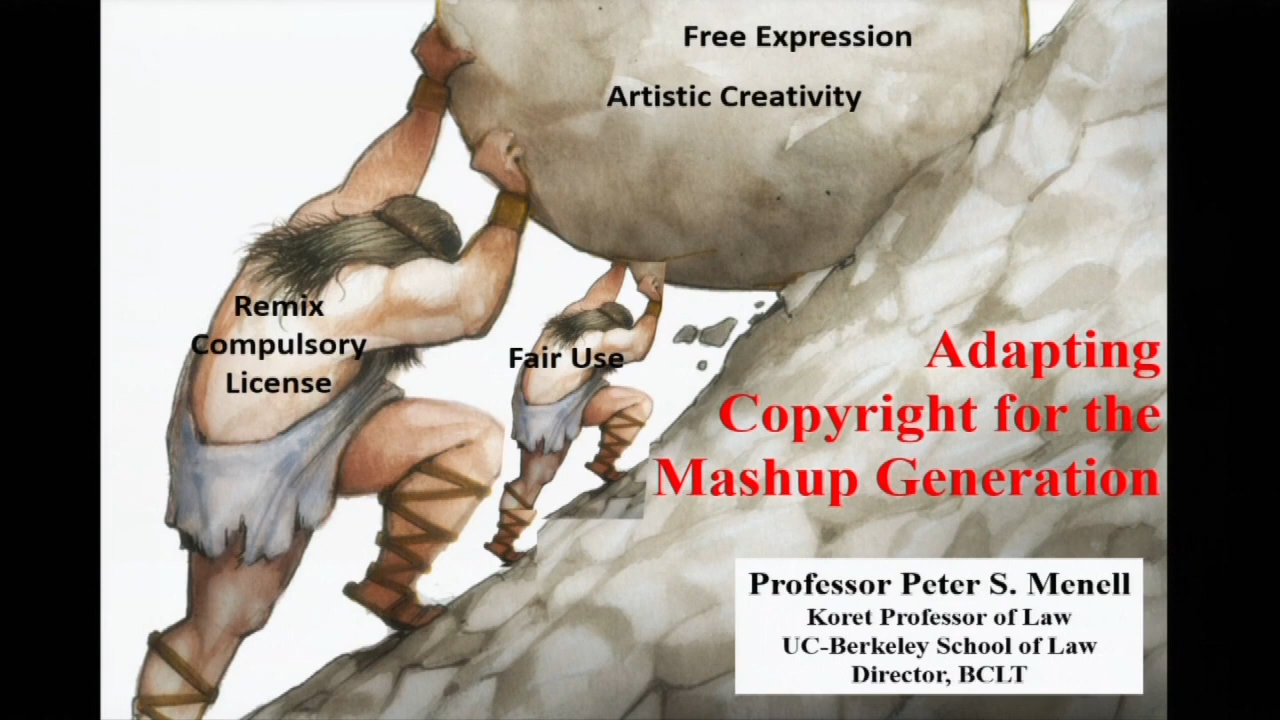 Free Expression
Artistic Creativity
Remix
Compulsory
License
Fair Use
Adapting
Copyright for the
Mashup Generation
Professor Peter S. Menell
Koret Professor of Law
UC-Berkeley School of Law
Director, BCLT